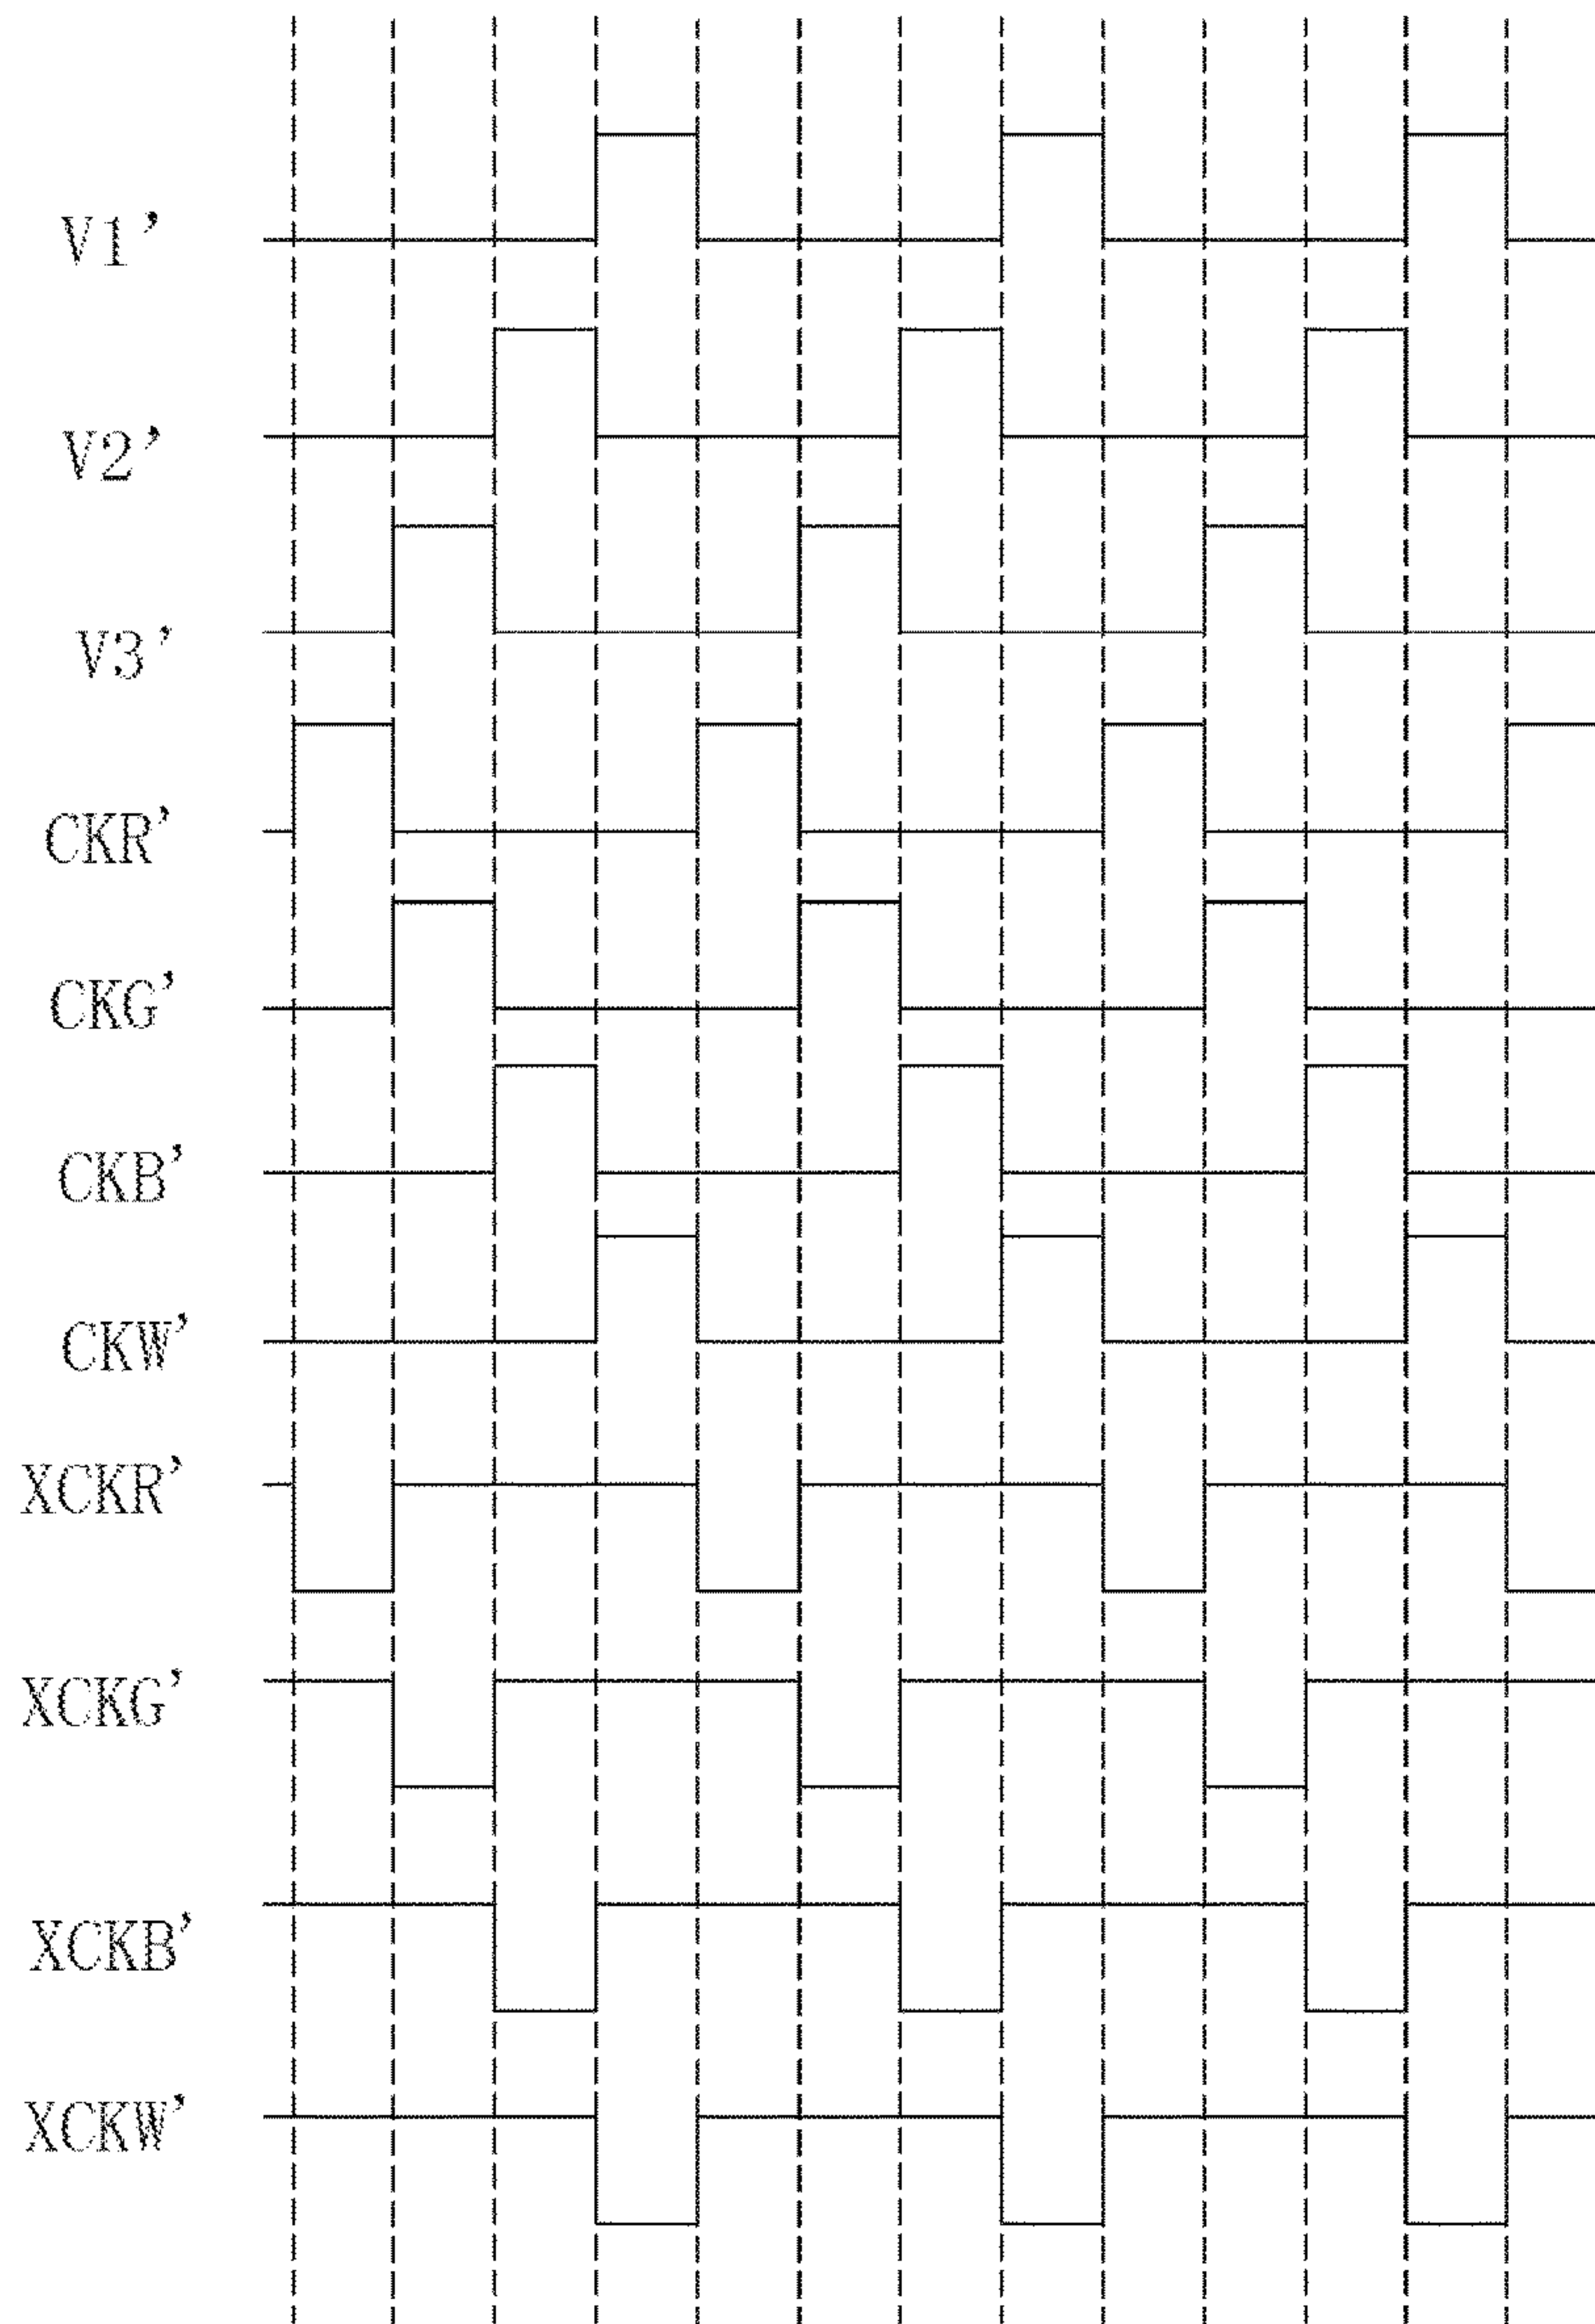 V1’
V2’
V3’
CKR’
CKG’
CKB’
CKW’
XCKR’
XCKG’
XCKB’
XCKW’